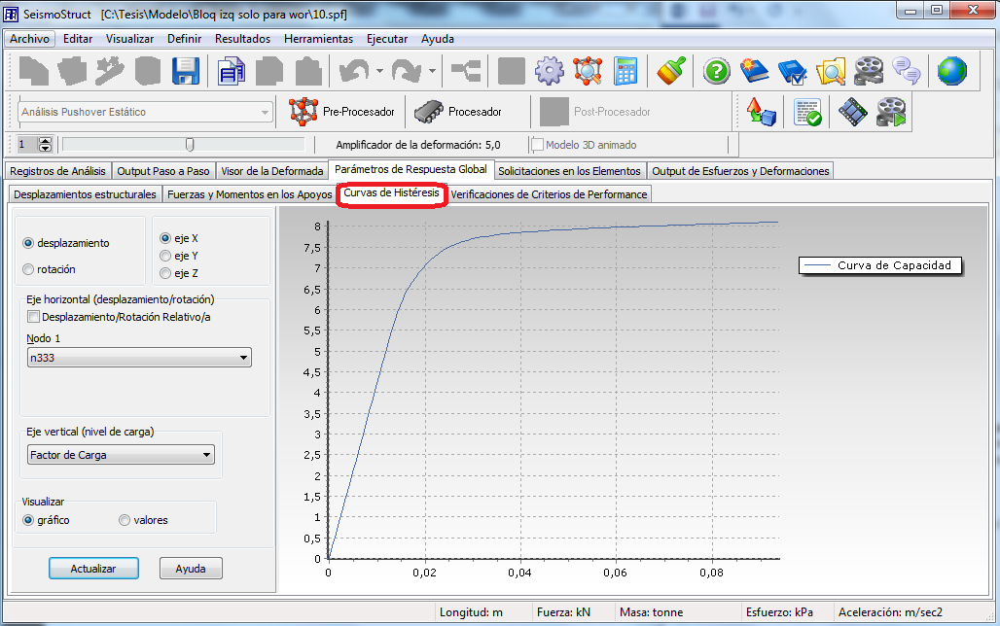 SeismoStruct [C:\Tesis\Modelo\Bloq izq solo para wor\10.spf]
Archivo Editar Visualizar Definir Resultados Herramientas Ejecutar Ayuda
Análisis Pushover Estático Pre-Procesador Procesador Post-Procesador
1 Amplificador de la deformación: 5,0 Modelo 3D animado
Registros de Análisis Output Paso a Paso Visor de la Deformada Parámetros de Respuesta Global Solicitaciones en los Elementos Output de Esfuerzos y Deformaciones
Desplazamientos estructurales Fuerzas y Momentos en los Apoyos Curvas de Histéresis Verificaciones de Criterios de Performance
desplazamiento
rotación
eje X
eje Y
eje Z
Eje horizontal (desplazamiento/rotación)
Desplazamiento/Rotación Relativo/a
Nodo 1
n333
Eje vertical (nivel de carga)
Factor de Carga
Visualizar
gráfico valores
Actualizar Ayuda
8
7,5
7
6,5
6
5,5
5
4,5
4
3,5
3
2,5
2
1,5
1
0,5
0
0 0,02 0,04 0,06 0,08
Curva de Capacidad
Longitud: m Fuerza: kN Masa: tonne Esfuerzo: kPa Aceleración: m/sec2